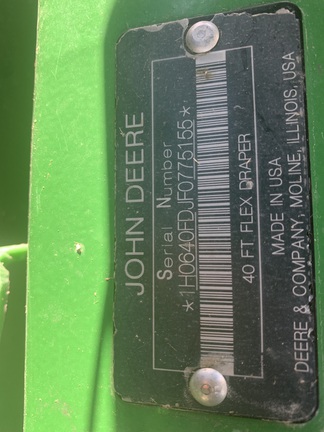 JOHN DEERE
Serial Number
*1H0640FDJF0775155*
40 FT FLEX DRAPER
MADE IN USA
DEERE & COMPANY, MOLINE, ILLINOIS, USA